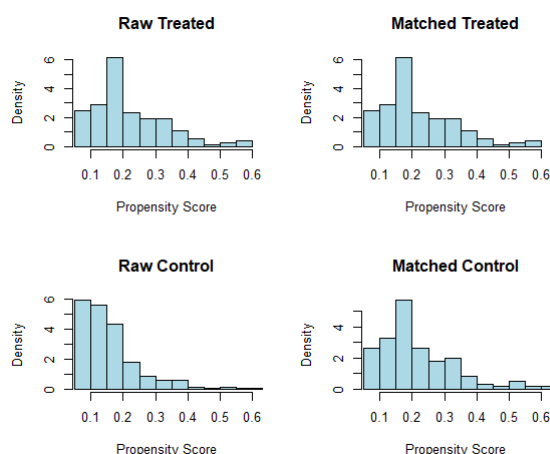 Raw Treated
Density
0 2 4 6
0.1 0.2 0.3 0.4 0.5 0.6
Propensity Score
Matched Treated
Density
0 2 4 6
0.1 0.2 0.3 0.4 0.5 0.6
Propensity Score
Raw Control
Density
0 2 4 6
0.1 0.2 0.3 0.4 0.5 0.6
Propensity Score
Matched Control
Density
0 2 4
0.1 0.2 0.3 0.4 0.5 0.6
Propensity Score